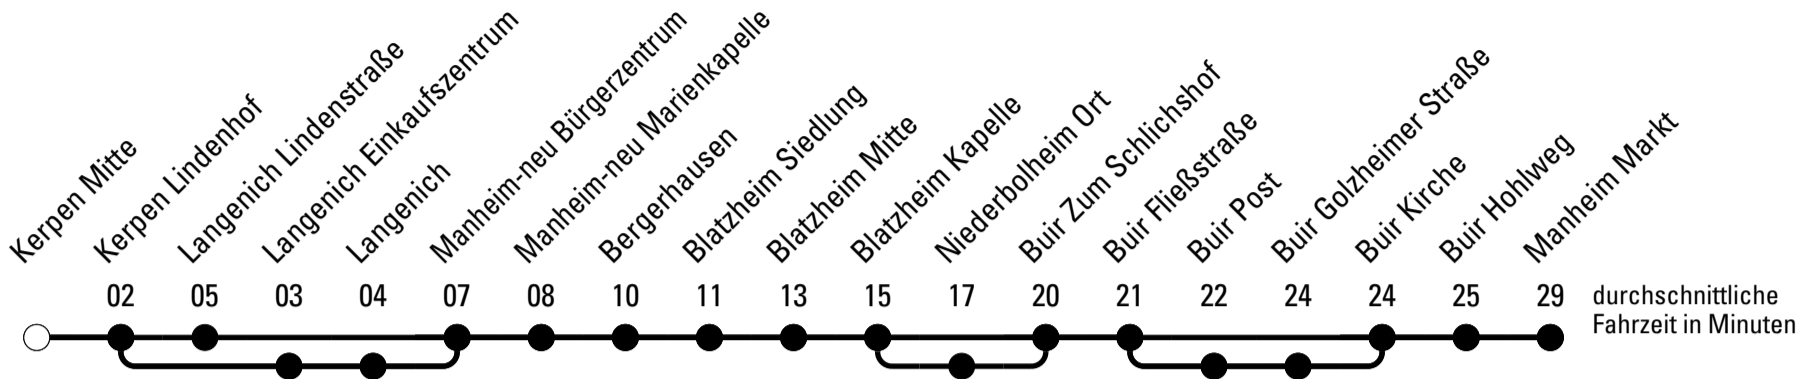 Kerpen Mitte
Kerpen Lindenhof
Langenich Lindenstraße
Langenich Einkaufszentrum
Langenich
Manheim-neu Bürgerzentrum
Manheim-neu Marienkapelle
Bergerhausen
Blatzheim Siedlung
Blatzheim Mitte
Blatzheim Kapelle
Niederbolheim Ort
Buir Zum Schlichshof
Buir Fließstraße
Buir Post
Buir Golzheimer Straße
Buir Kirche
Buir Hohlweg
Manheim Markt
02 05 03 04 07 08 10 11 13 15 17 20 21 22 24 24 25 29
durchschnittliche
Fahrzeit in Minuten